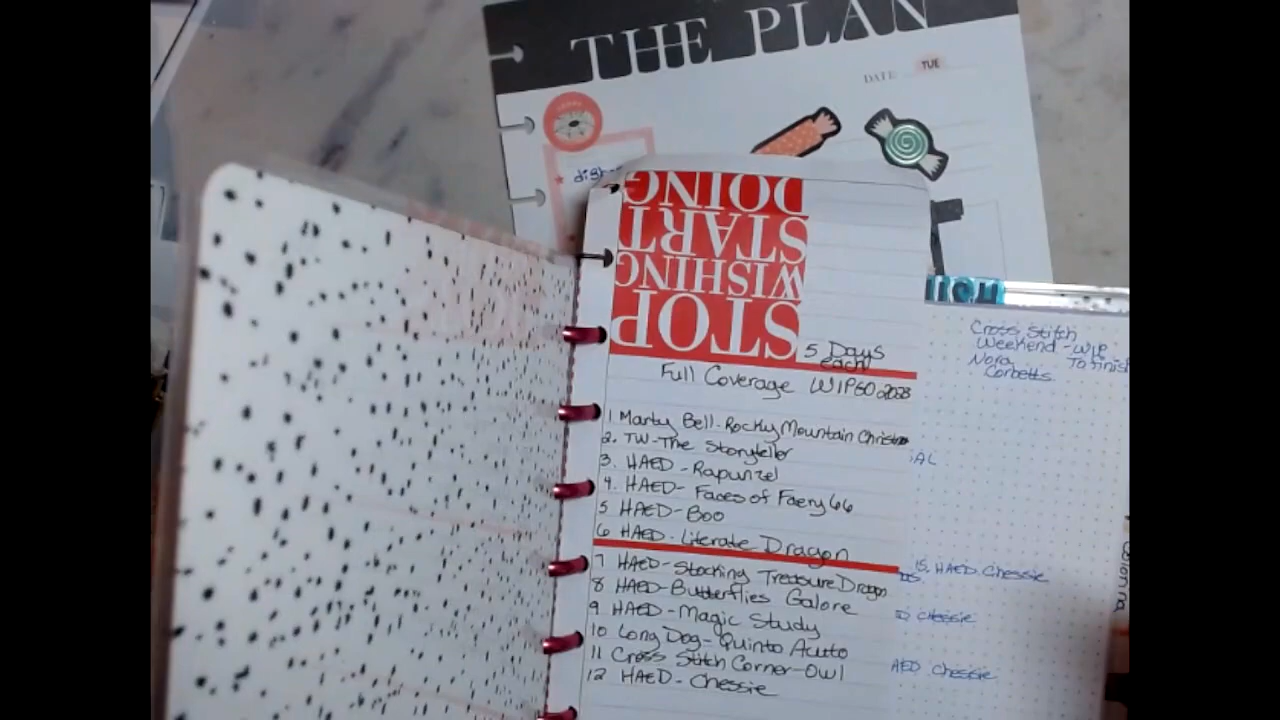 THE PLAN
DATE: TUE
STOP
WISHING
START
DOING
5 Days
each
Full Coverage WIPGO 2023
1 Marty Bell-Rocky Mountain
2. TW-The Storyteller
3. HAED-Rapunzel
4. HAED-Faces of Faery 66
5 HAED-Boo
6 HAED-Literate Dragon
7 HAED-Stocking Treasure Dragon
8 HAED-Butterflies Galore
9 HAED-Magic Study
10 Long Dog-Quinto Acuto
11 Cross Stitch Corner-Owl
12 HAED-Chessie
Cross Stitch
Weekend-WIP
Nora To finish
Corbetts
15. HAED Chessie
Chessie
Chessie